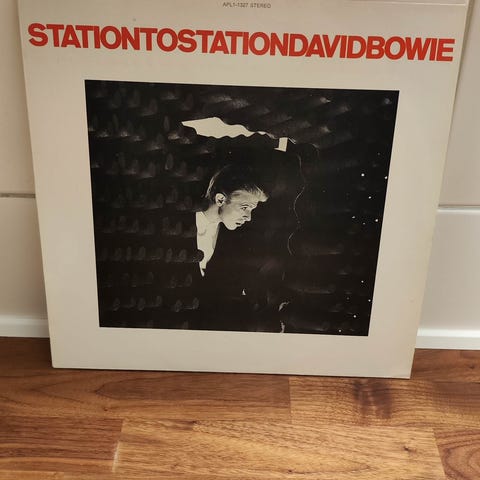 APL1-1327 STEREO
STATIONTOSTATIONDAVIDBOWIE